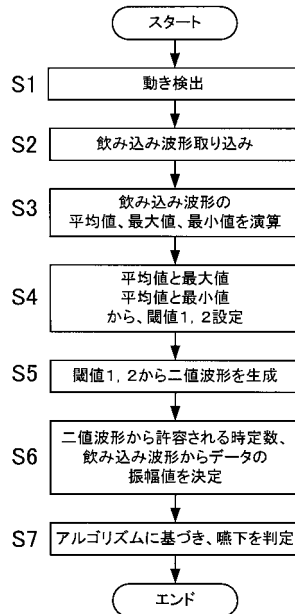 スタート
S1
動き検出
S2
飲み込み波形取り込み
S3
飲み込み波形の
平均値、最大値、最小値を演算
S4
平均値と最大値
平均値と最小値
から、閾値1, 2設定
S5
閾値1, 2から二値波形を生成
S6
二値波形から許容される時定数、
飲み込み波形からデータの
振幅値を決定
S7
アルゴリズムに基づき、嚥下を判定
エンド